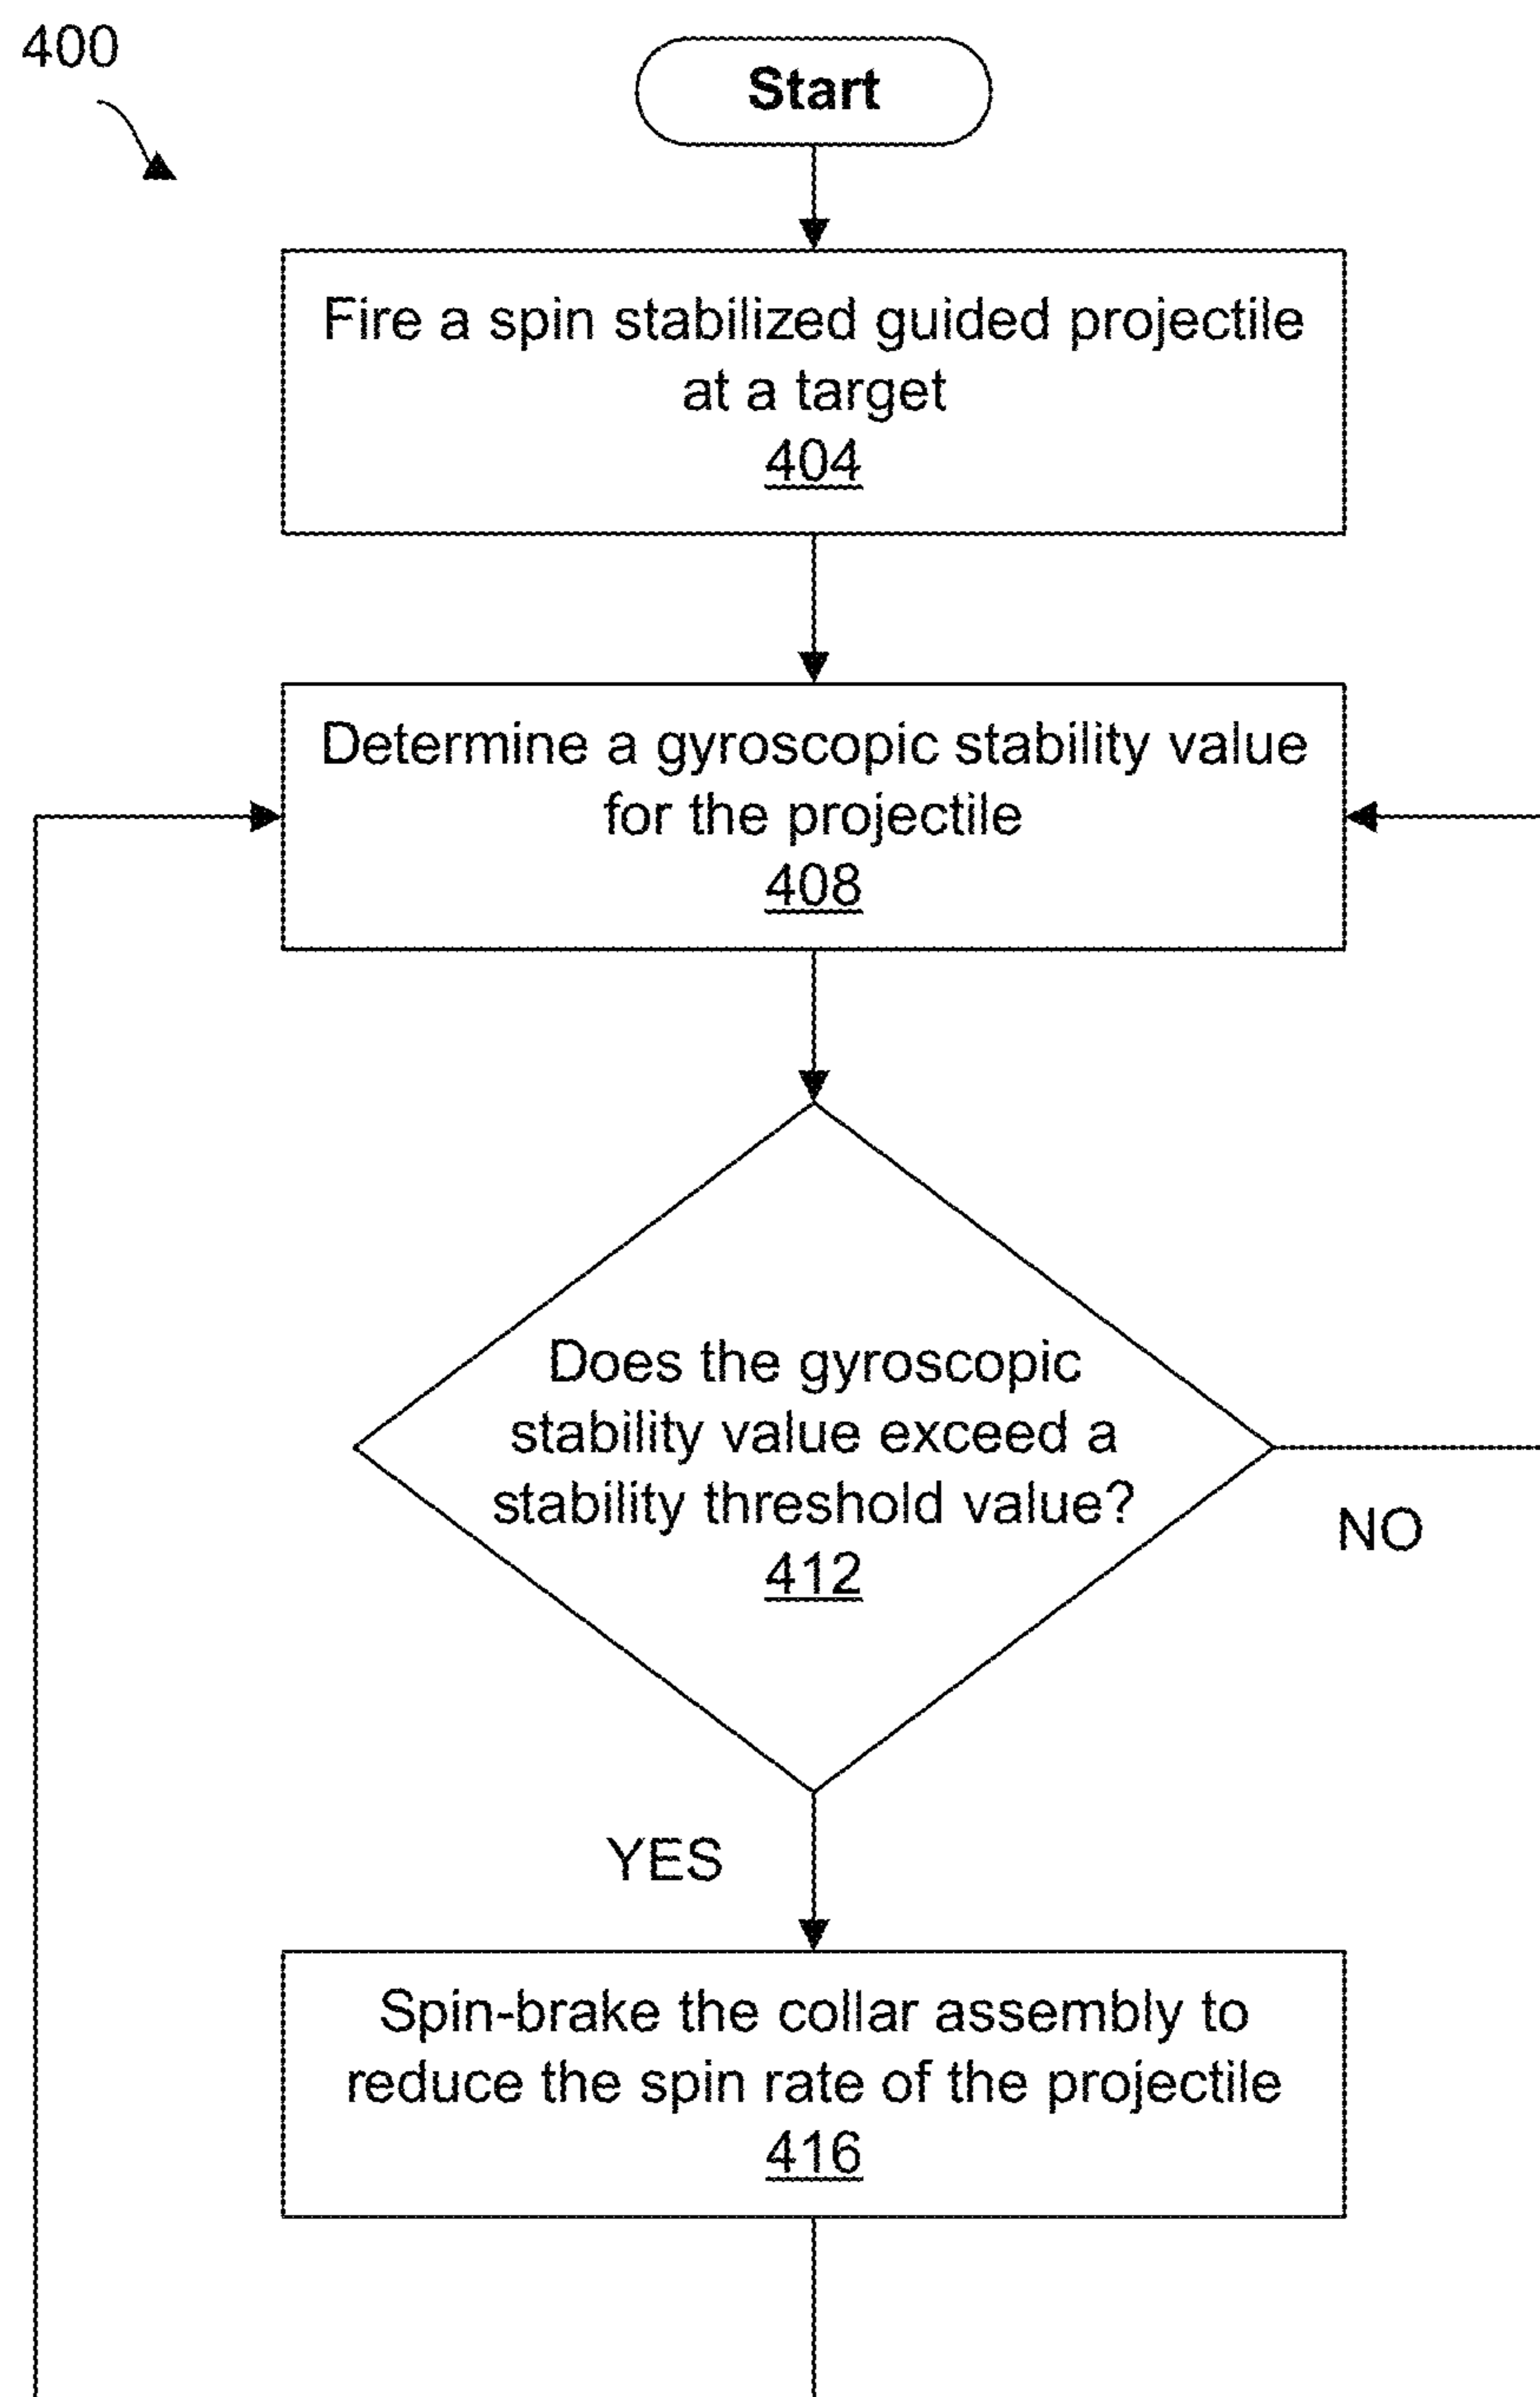 400
Start
Fire a spin stabilized guided projectile
at a target
404
Determine a gyroscopic stability value
for the projectile
408
Does the gyroscopic
stability value exceed a
stability threshold value?
412
NO
YES
Spin-brake the collar assembly to
reduce the spin rate of the projectile
416